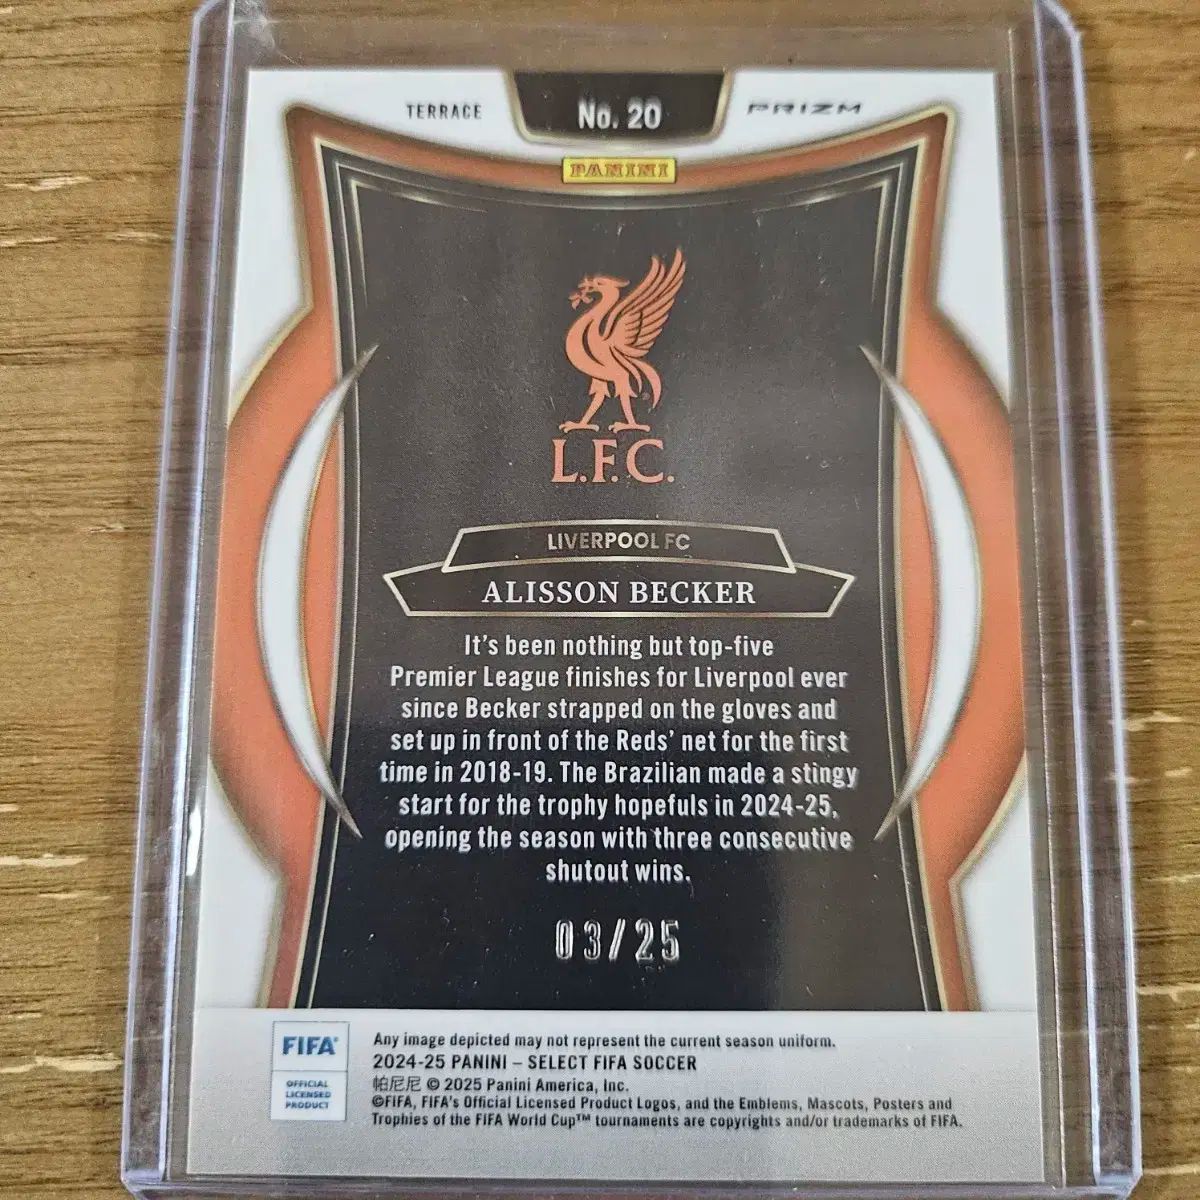 TERRACE
No. 20
PRIZM
PANINI
L.F.C.
LIVERPOOL FC
ALISSON BECKER
It's been nothing but top-five
Premier League finishes for Liverpool ever
since Becker strapped on the gloves and
set up in front of the Reds' net for the first
time in 2018-19. The Brazilian made a stingy
start for the trophy hopefuls in 2024-25,
opening the season with three consecutive
shutout wins.
03/25
FIFA®
OFFICIAL
LICENSED
PRODUCT
Any image depicted may not represent the current season uniform.
2024-25 PANINI – SELECT FIFA SOCCER
帕尼尼 © 2025 Panini America, Inc.
©FIFA, FIFA's Official Licensed Product Logos, and the Emblems, Mascots, Posters and
Trophies of the FIFA World Cup™ tournaments are copyrights and/or trademarks of FIFA.